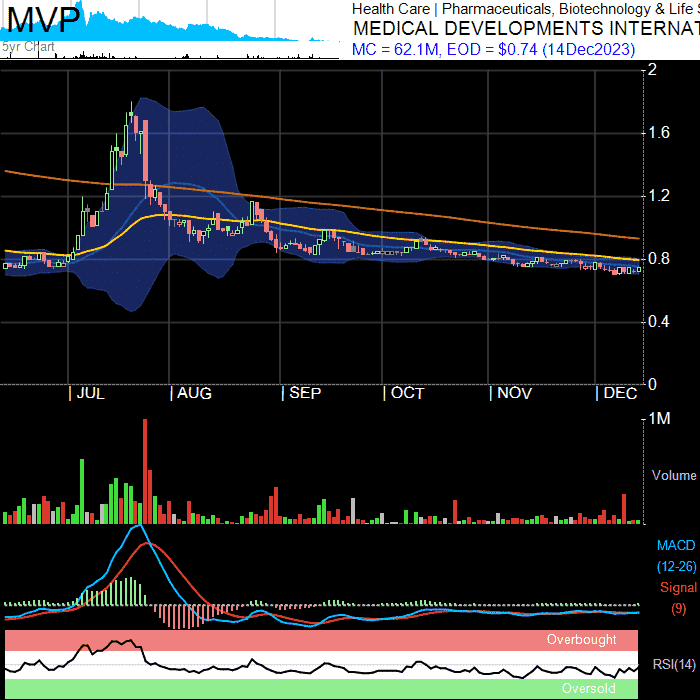 MVP
5yr Chart
Health Care | Pharmaceuticals, Biotechnology & Life
MEDICAL DEVELOPMENTS INTERNAT
MC = 62.1M, EOD = $0.74 (14Dec2023)
2
1.6
1.2
0.8
0.4
0
JUL
AUG
SEP
OCT
NOV
DEC
1M
Volume
MACD
(12-26)
Signal
(9)
Overbought
RSI(14)
Oversold